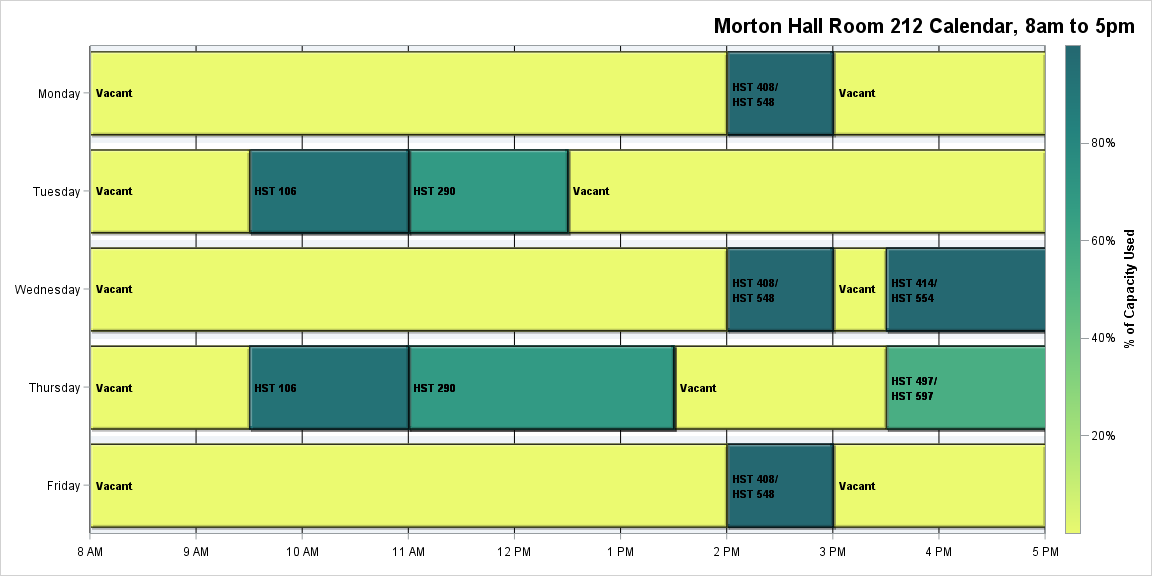 Morton Hall Room 212 Calendar, 8am to 5pm
Monday
Vacant
HST 408/
HST 548
Vacant
Tuesday
Vacant
HST 106
HST 290
Vacant
Wednesday
Vacant
HST 408/
HST 548
Vacant
HST 414/
HST 554
Thursday
Vacant
HST 106
HST 290
Vacant
HST 497/
HST 597
Friday
Vacant
HST 408/
HST 548
Vacant
8 AM
9 AM
10 AM
11 AM
12 PM
1 PM
2 PM
3 PM
4 PM
5 PM
80%
60%
40%
20%
% of Capacity Used